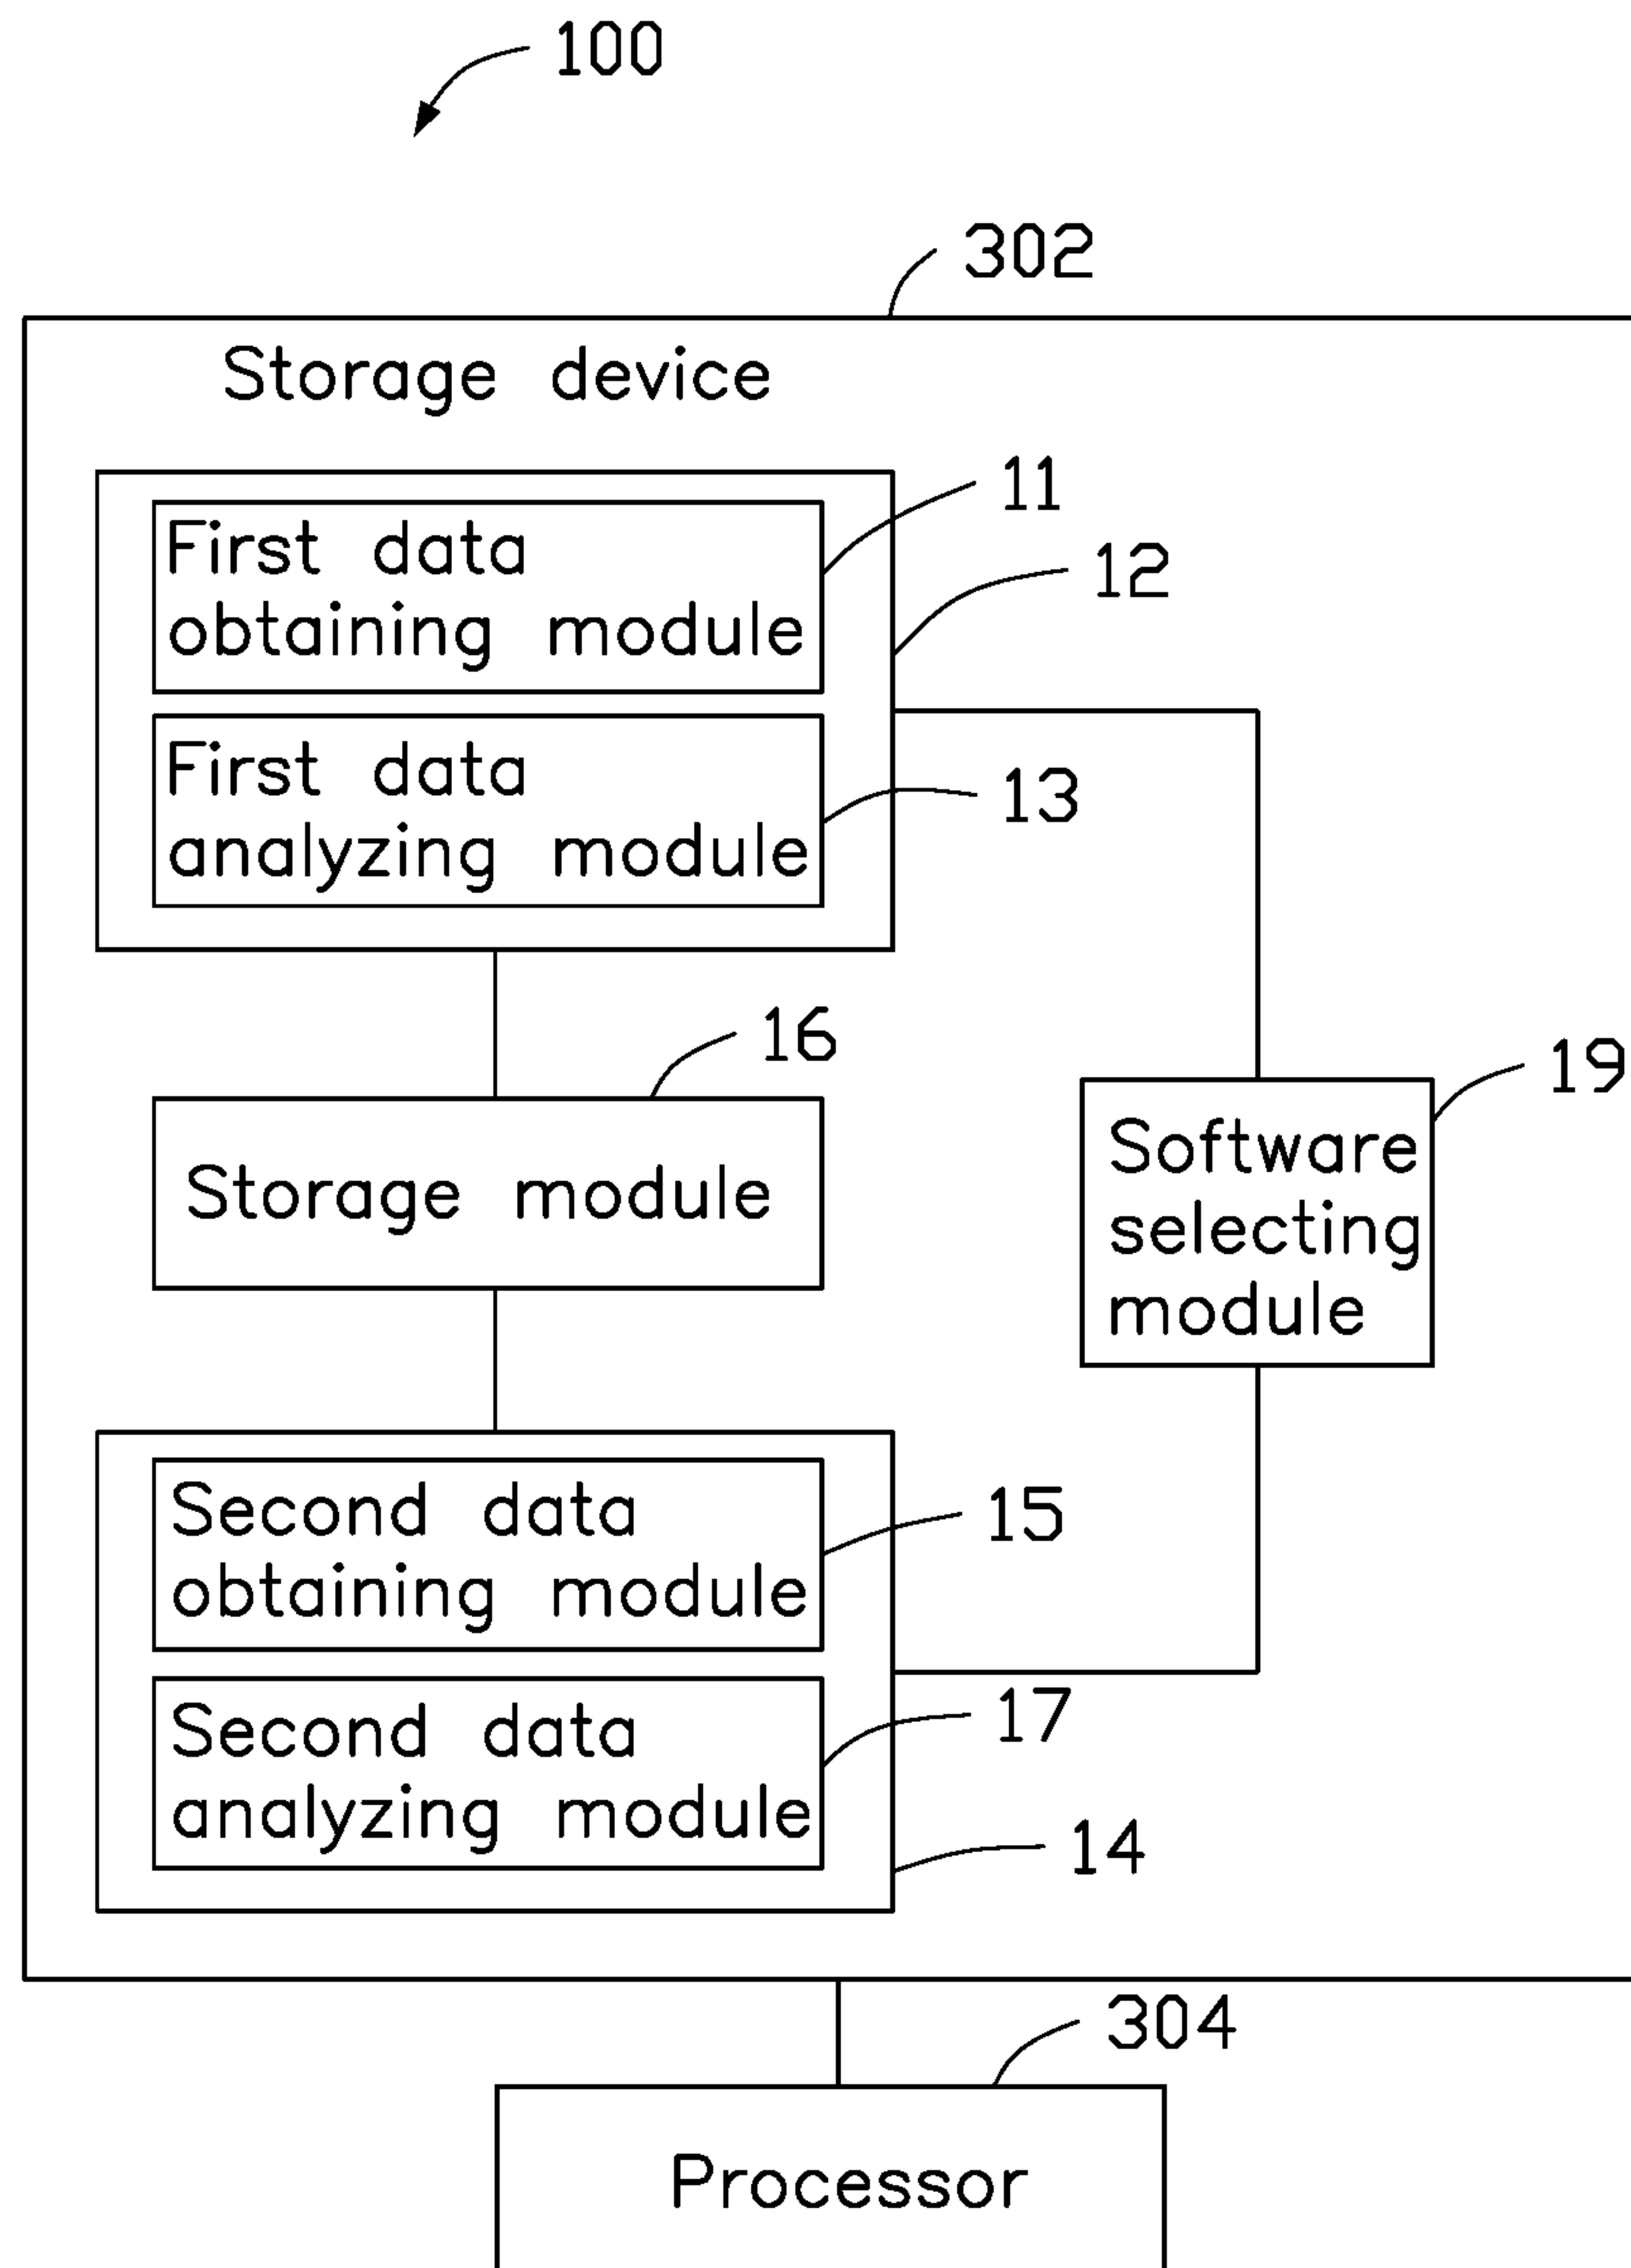 100
302
Storage device
11
First data
obtaining module
12
First data
analyzing module
13
16
Storage module
19
Software
selecting
module
Second data
obtaining module
15
Second data
analyzing module
17
14
304
Processor